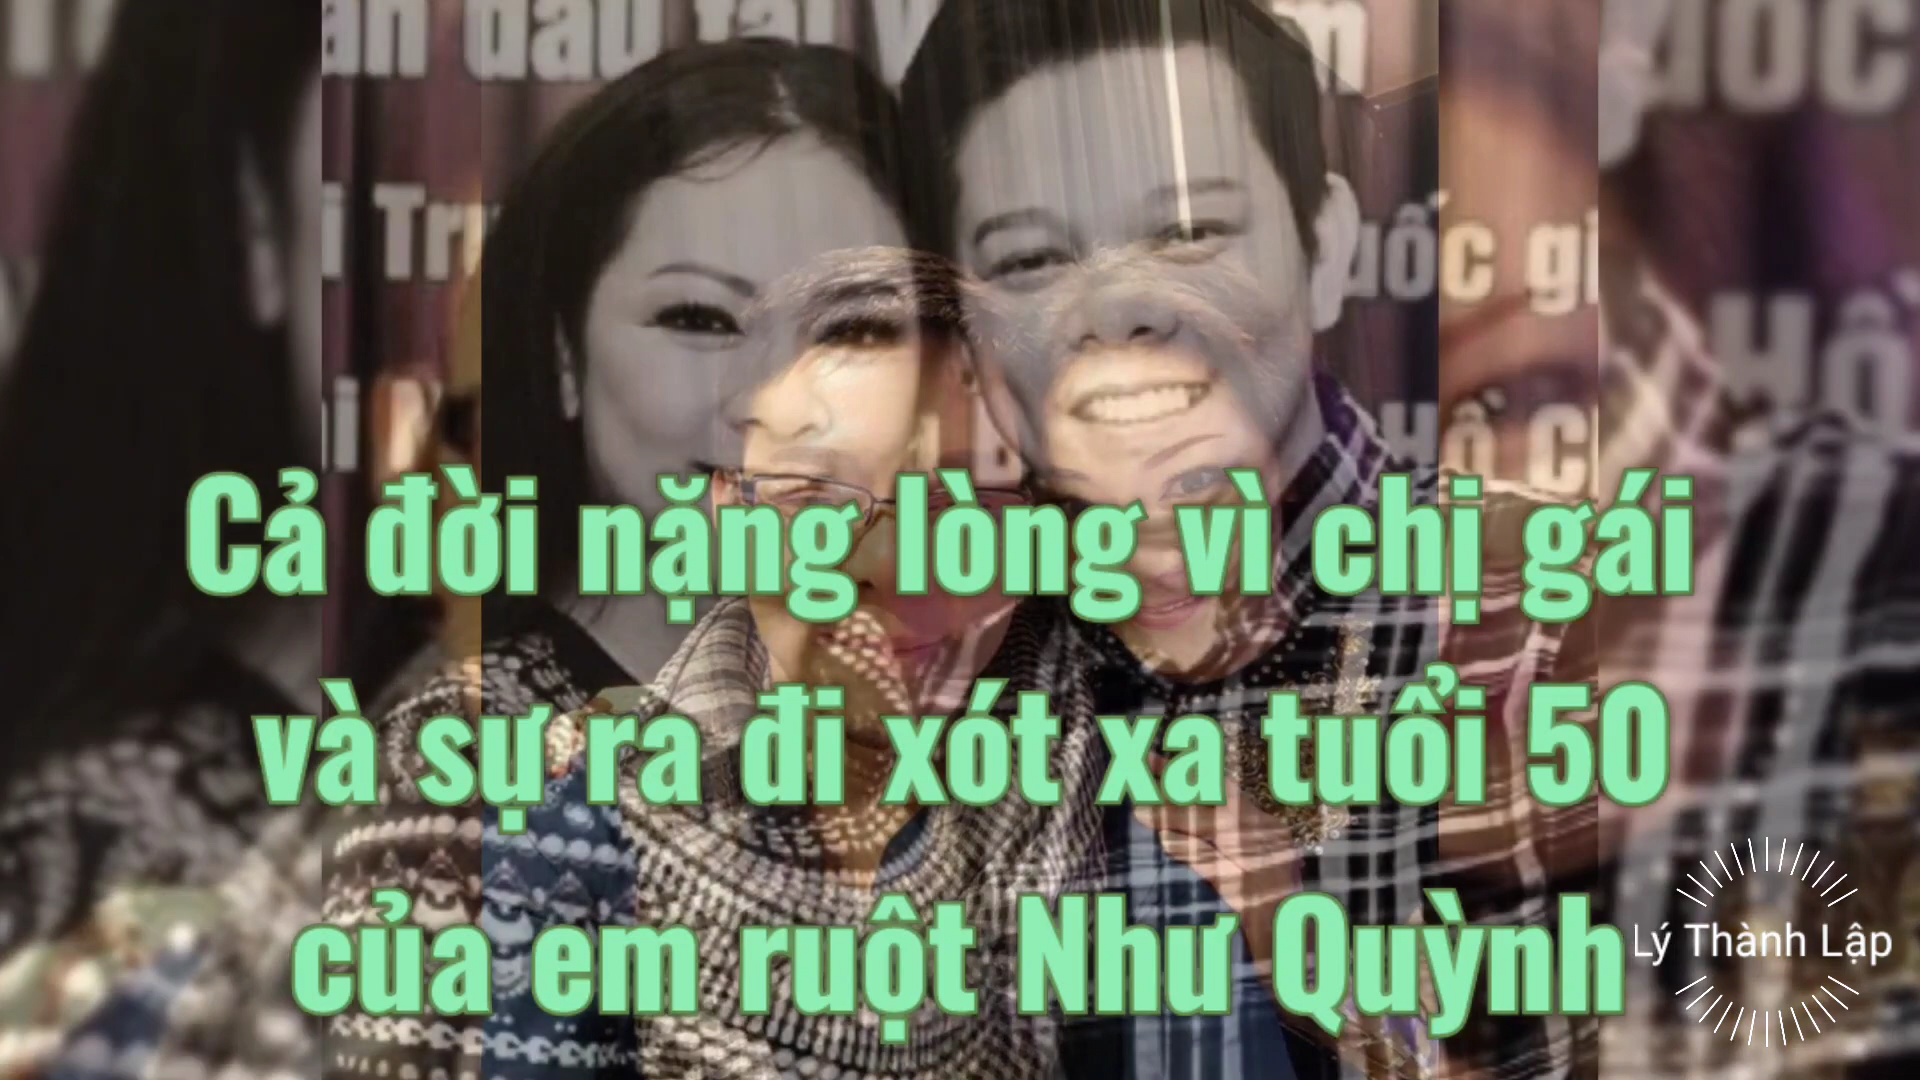 Cả đời nặng lòng vì chị gái
và sự ra đi xót xa tuổi 50
của em ruột Như Quỳnh
Lý Thành Lập